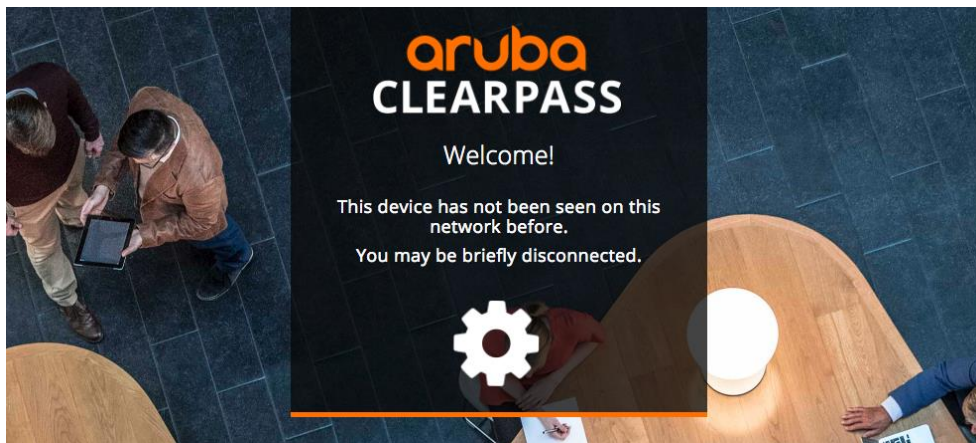 aruba
CLEARPASS
Welcome!
This device has not been seen on this
network before.
You may be briefly disconnected.